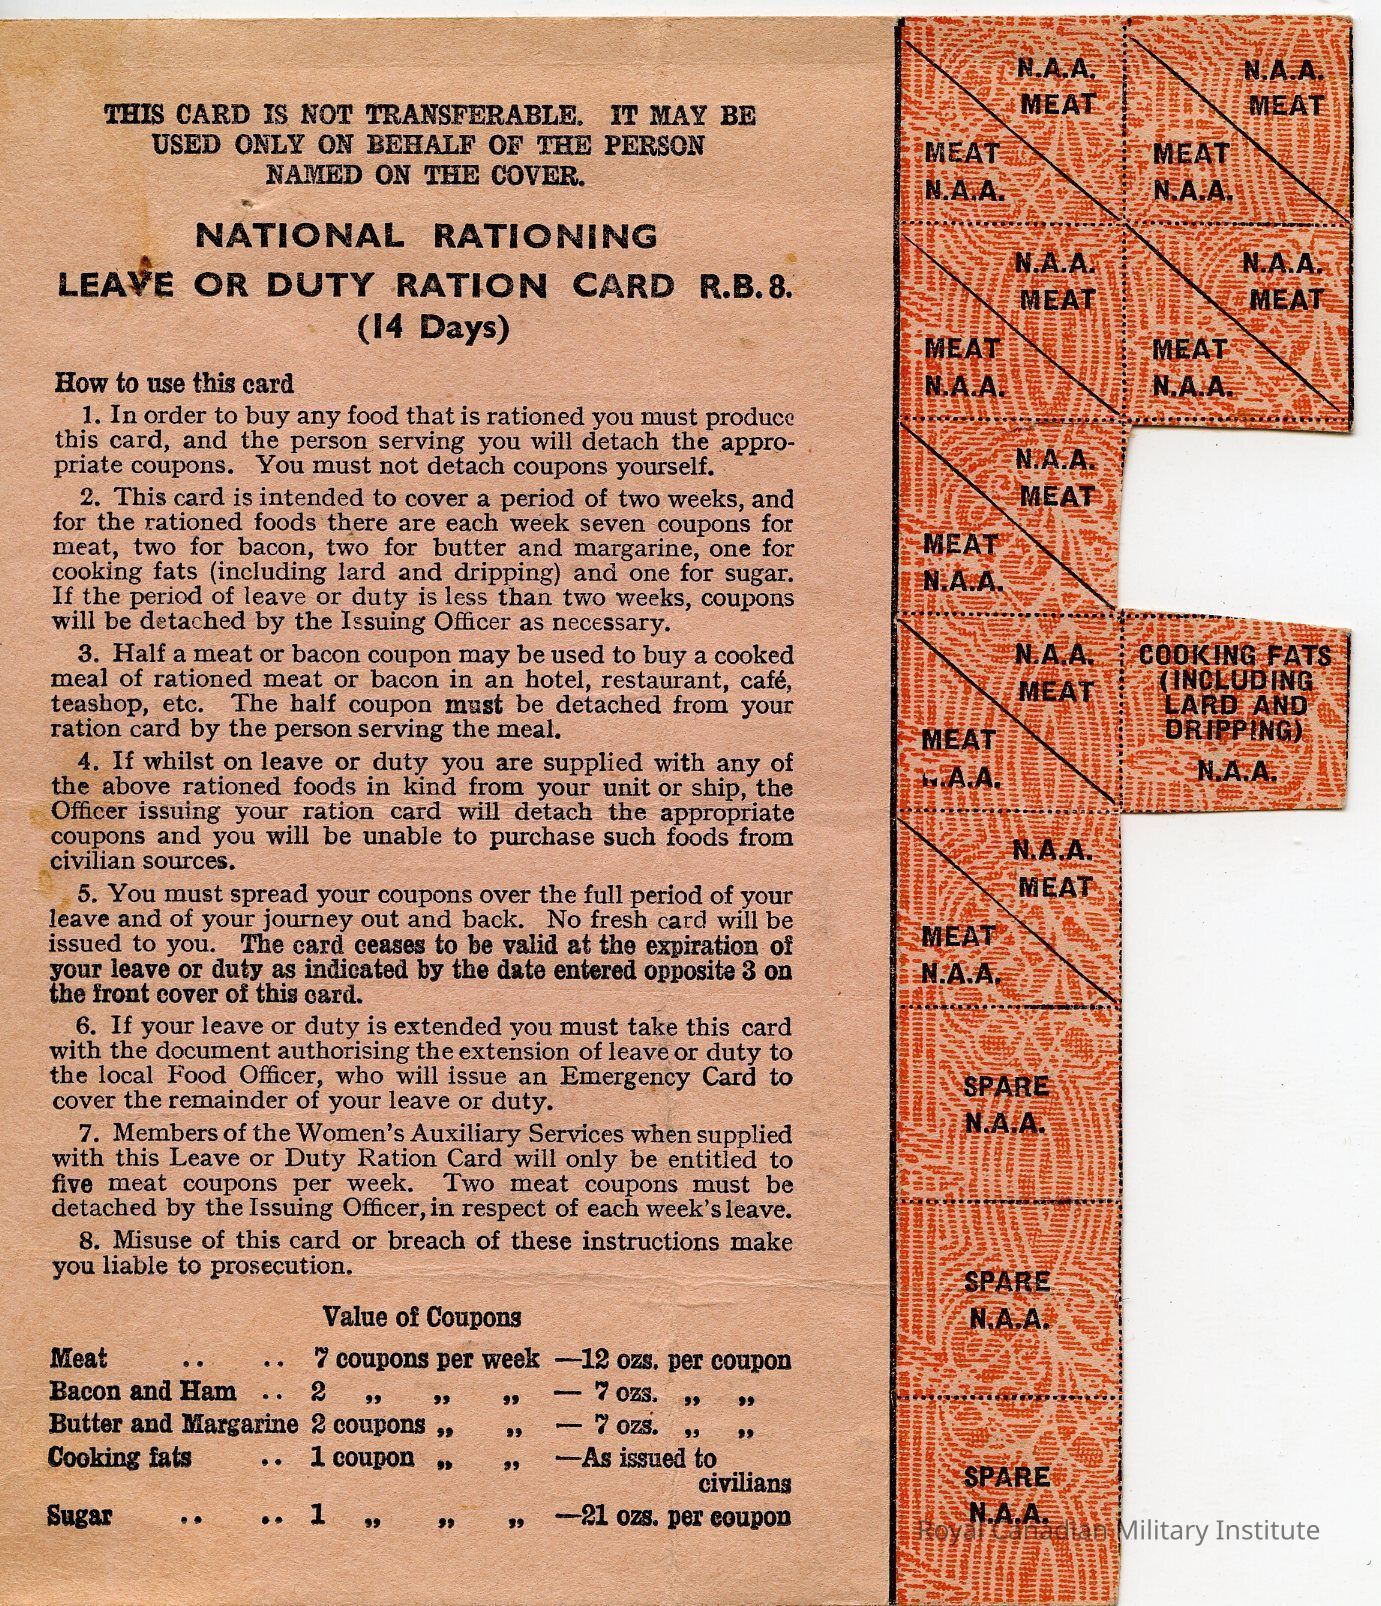 THIS CARD IS NOT TRANSFERABLE. IT MAY BE
USED ONLY ON BEHALF OF THE PERSON
NAMED ON THE COVER.
NATIONAL RATIONING
LEAVE OR DUTY RATION CARD R.B.8.
(14 Days)
How to use this card
1. In order to buy any food that is rationed you must produce
this card, and the person serving you will detach the appro-
priate coupons. You must not detach coupons yourself.
2. This card is intended to cover a period of two weeks, and
for the rationed foods there are each week seven coupons for
meat, two for bacon, two for butter and margarine, one for
cooking fats (including lard and dripping) and one for sugar.
If the period of leave or duty is less than two weeks, coupons
will be detached by the Issuing Officer as necessary.
3. Half a meat or bacon coupon may be used to buy a cooked
meal of rationed meat or bacon in an hotel, restaurant, café,
teashop, etc. The half coupon must be detached from your
ration card by the person serving the meal.
4. If whilst on leave or duty you are supplied with any of
the above rationed foods in kind from your unit or ship, the
Officer issuing your ration card will detach the appropriate
coupons and you will be unable to purchase such foods from
civilian sources.
5. You must spread your coupons over the full period of your
leave and of your journey out and back. No fresh card will be
issued to you. The card ceases to be valid at the expiration of
your leave or duty as indicated by the date entered opposite 3 on
the front cover of this card.
6. If your leave or duty is extended you must take this card
with the document authorising the extension of leave or duty to
the local Food Officer, who will issue an Emergency Card to
cover the remainder of your leave or duty.
7. Members of the Women's Auxiliary Services when supplied
with this Leave or Duty Ration Card will only be entitled to
five meat coupons per week. Two meat coupons must be
detached by the Issuing Officer, in respect of each week's leave.
8. Misuse of this card or breach of these instructions make
you liable to prosecution.
Value of Coupons
Meat .. .. 7 coupons per week —12 ozs. per coupon
Bacon and Ham .. 2 ,, ,, ,, — 7 ozs. ,, ,,
Butter and Margarine 2 coupons ,, ,, — 7 ozs. ,, ,,
Cooking fats .. 1 coupon ,, ,, —As issued to
civilians
Sugar .. .. 1 ,, ,, ,, —21 ozs. per coupon
N.A.A.
MEAT
MEAT
N.A.A.
N.A.A.
MEAT
MEAT
N.A.A.
N.A.A.
MEAT
MEAT
N.A.A.
N.A.A.
MEAT
MEAT
N.A.A.
N.A.A.
MEAT
MEAT
N.A.A.
N.A.A.
MEAT
MEAT
N.A.A.
COOKING FATS
(INCLUDING
LARD AND
DRIPPING)
N.A.A.
N.A.A.
MEAT
MEAT
N.A.A.
SPARE
N.A.A.
SPARE
N.A.A.
SPARE
N.A.A.
Royal Canadian Military Institute